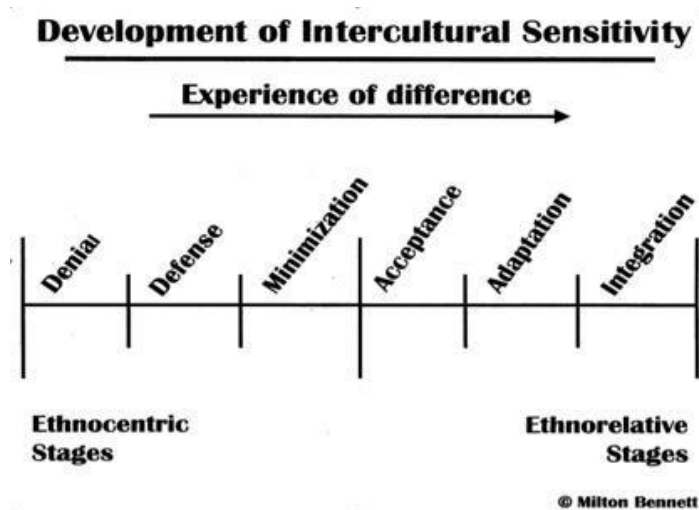 Development of Intercultural Sensitivity
Experience of difference
Denial
Defense
Minimization
Acceptance
Adaptation
Integration
Ethnocentric
Stages
Ethnorelative
Stages
© Milton Bennett